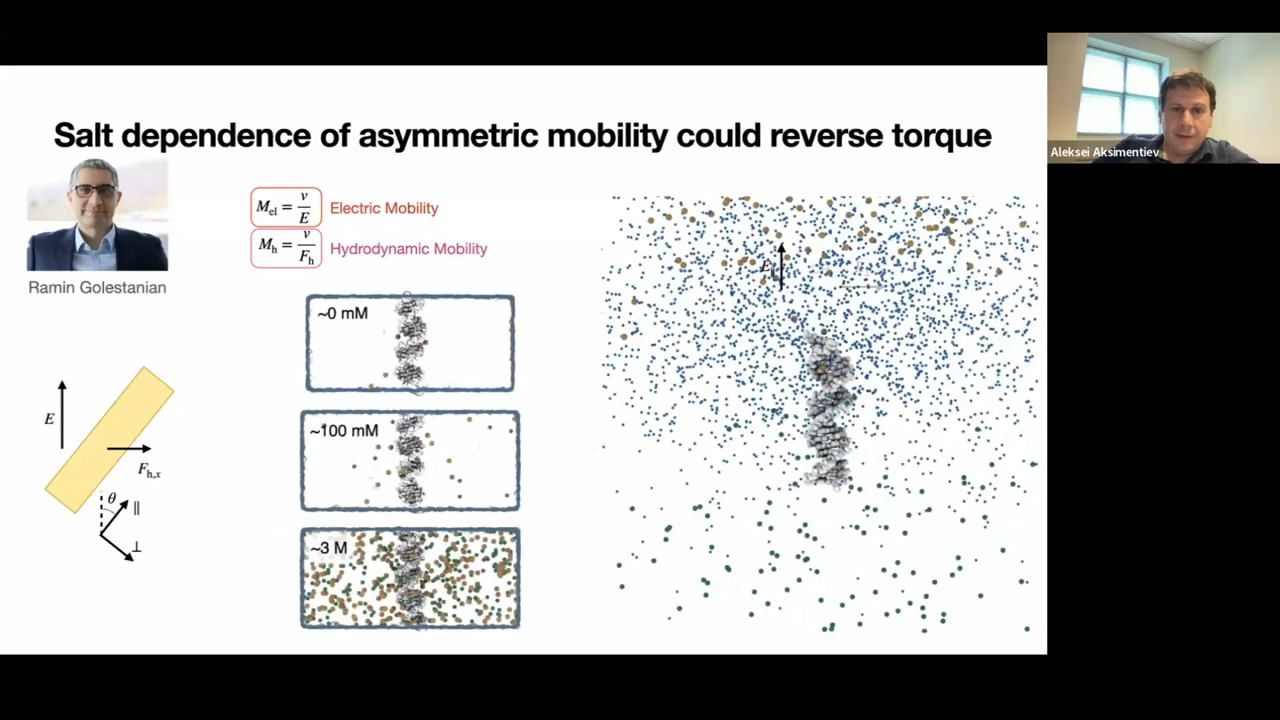 Salt dependence of asymmetric mobility could reverse torque
Ramin Golestanian
M_el = v/E Electric Mobility
M_h = v/F_h Hydrodynamic Mobility
~0 mM
~100 mM
~3 M
E
F_h,x
θ
∥
⊥
E
Aleksei Aksimentiev